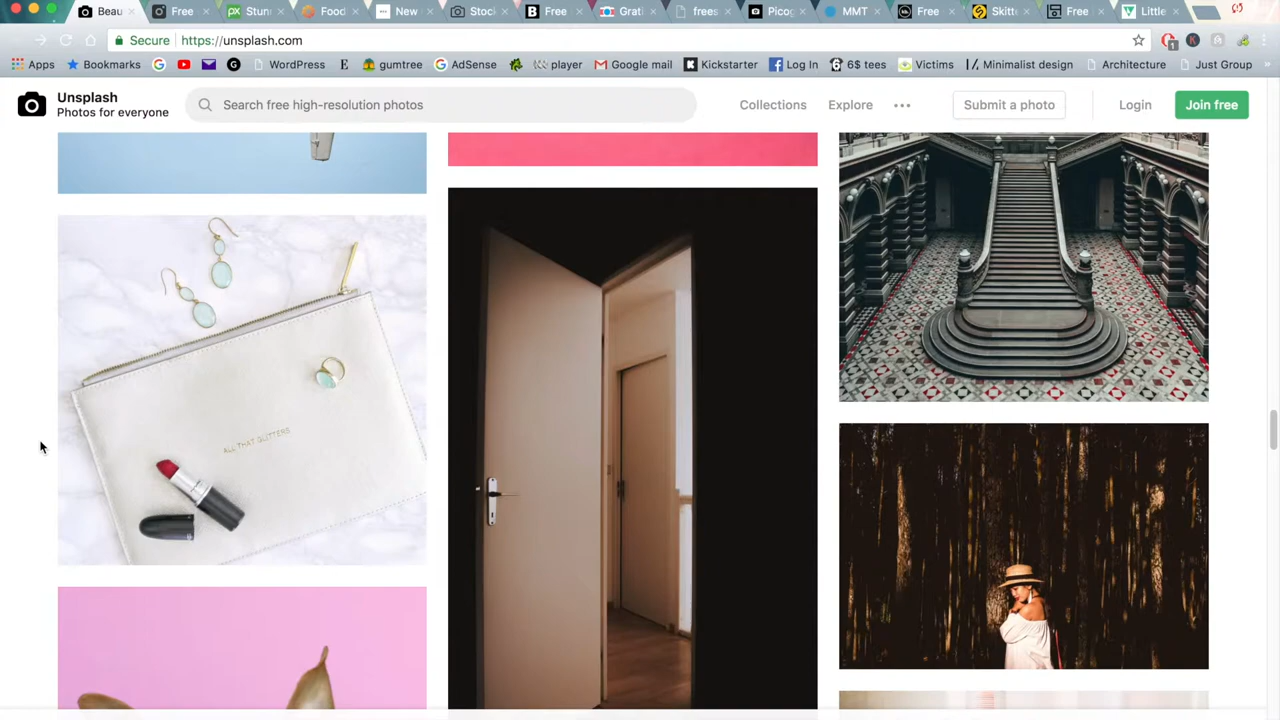 Beau
Free
Stun
Food
New
Stock
Free
Grati
frees
Picog
MMT
Free
Skitte
Free
Little
Secure
https://unsplash.com
Apps
Bookmarks
WordPress
gumtree
AdSense
player
Google mail
Kickstarter
Log In
6$ tees
Victims
Minimalist design
Architecture
Just Group
»
Unsplash
Photos for everyone
Search free high-resolution photos
Collections
Explore
Submit a photo
Login
Join free
ALL THAT GLITTERS